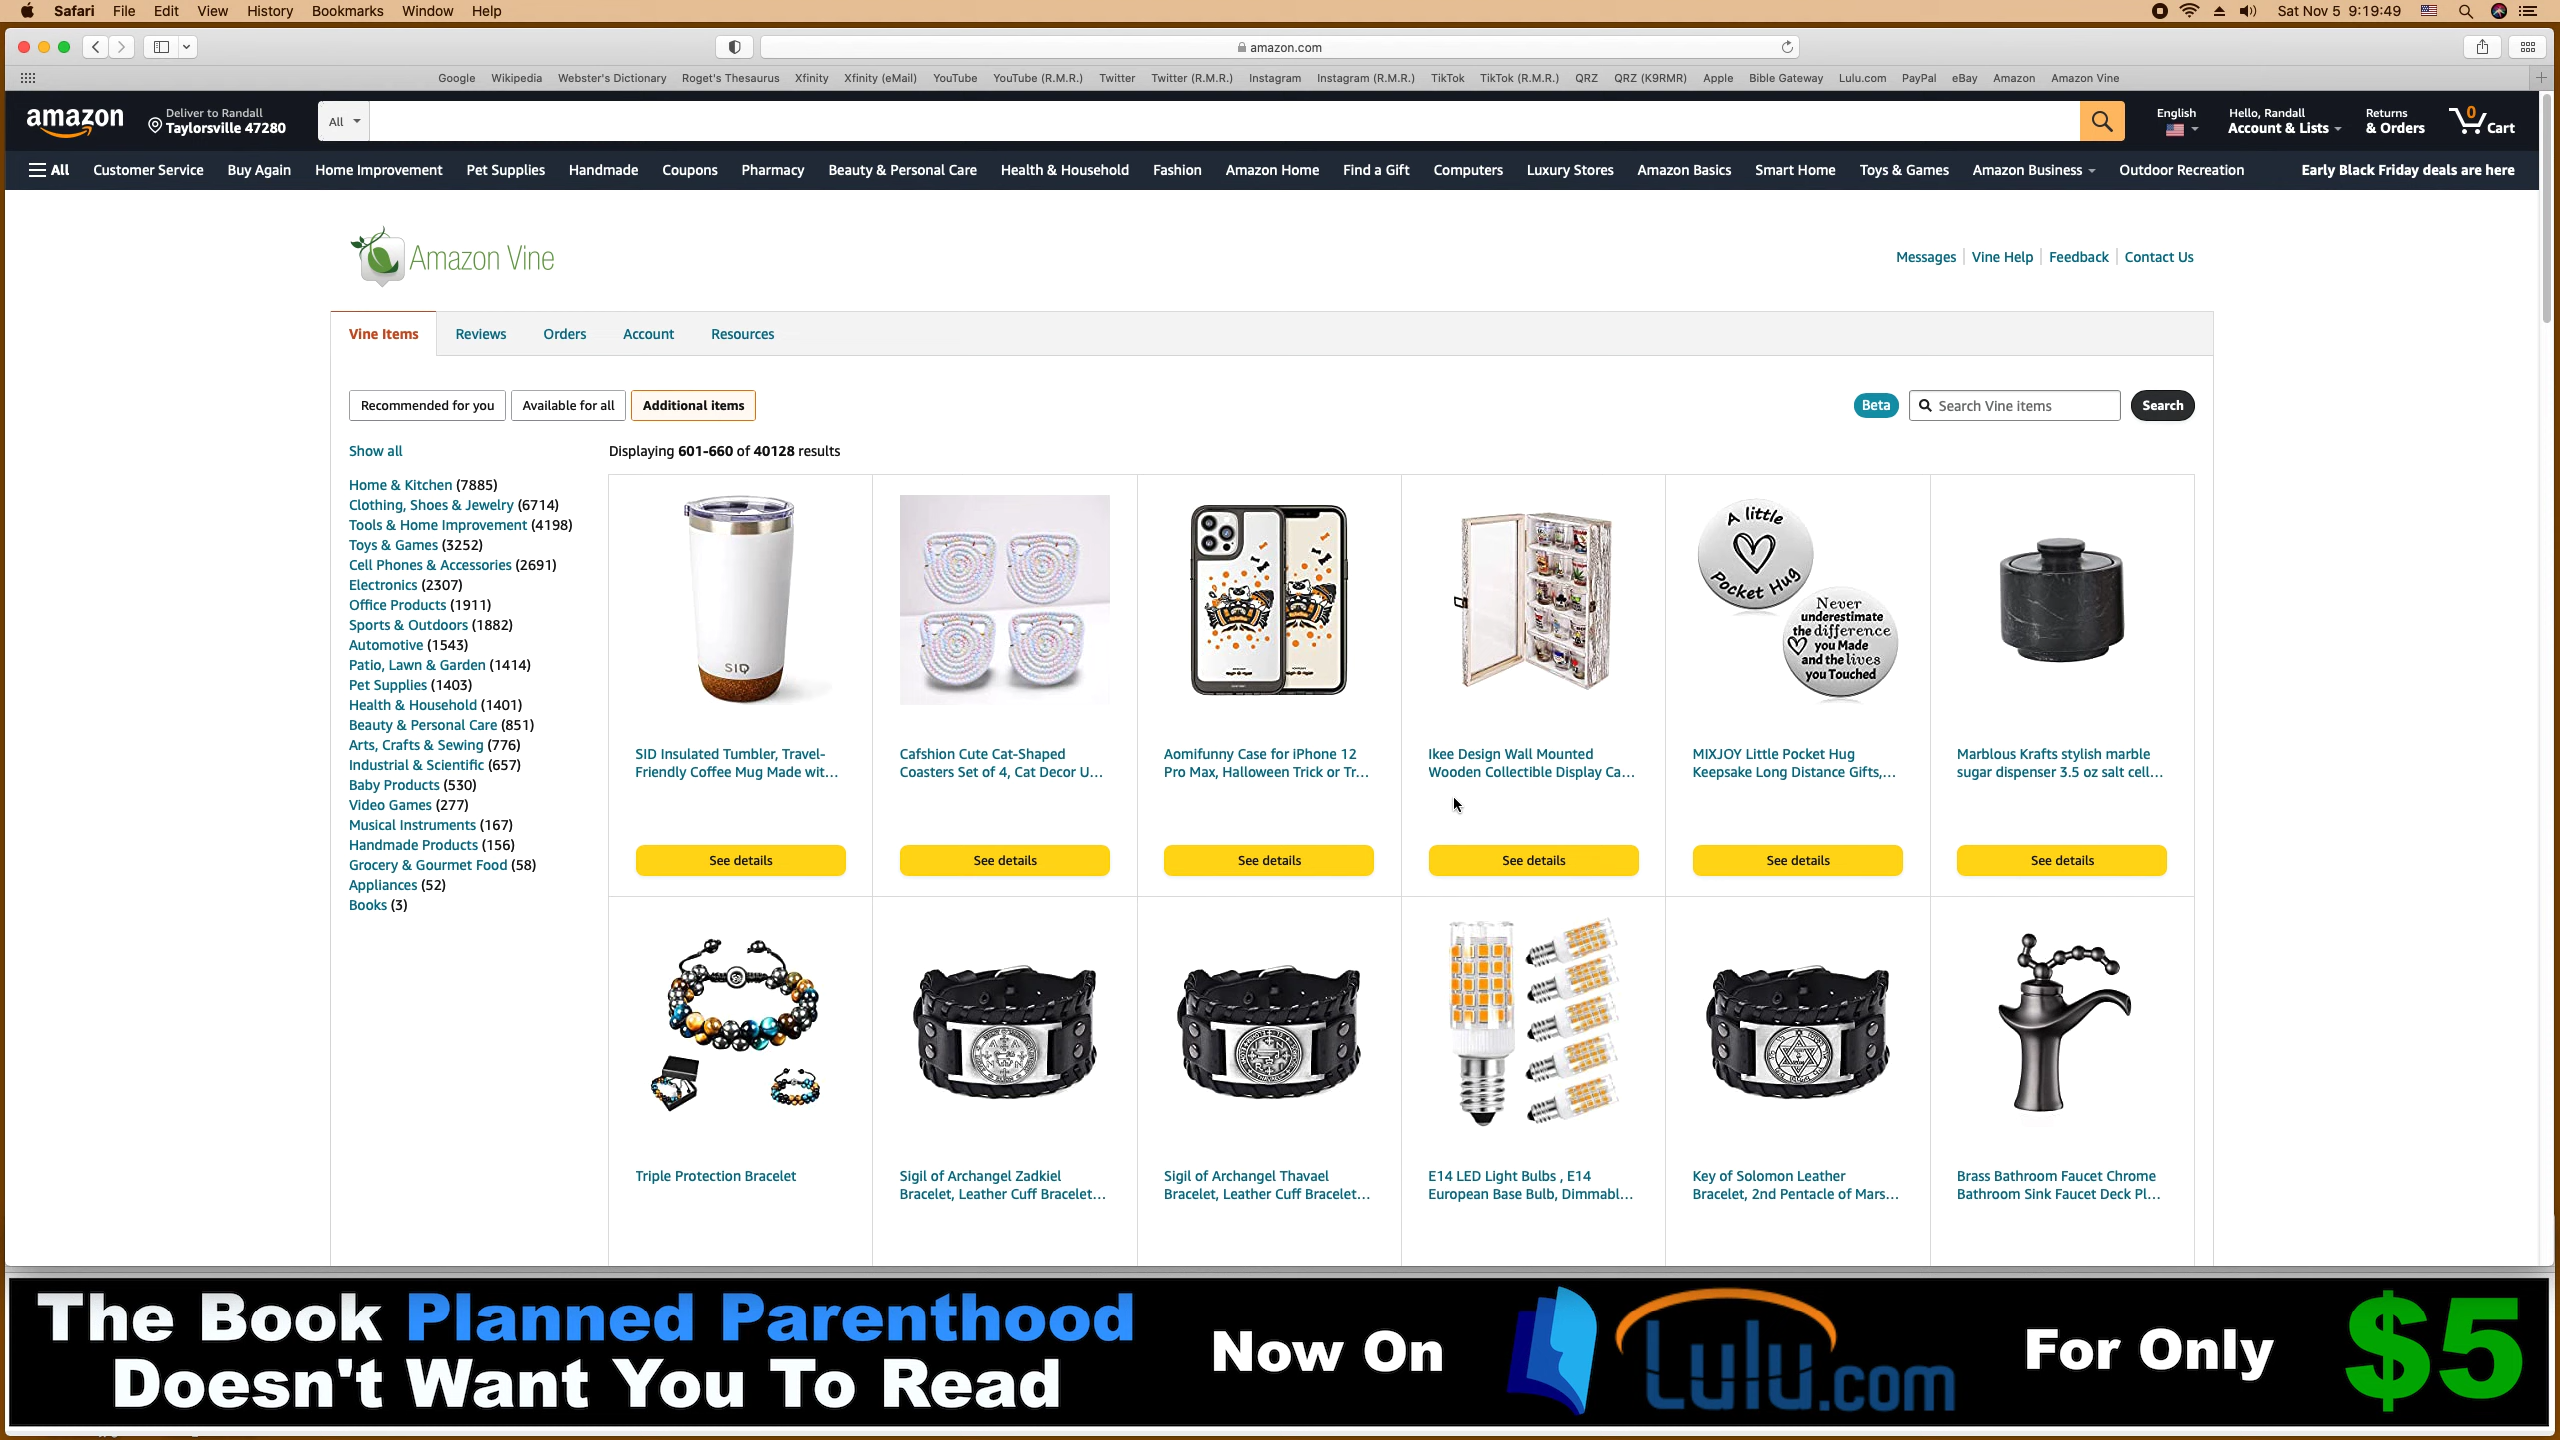 Safari File Edit View History Bookmarks Window Help
Sat Nov 5 9:19:49
amazon.com
Google Wikipedia Webster's Dictionary Roget's Thesaurus Xfinity Xfinity (eMail) YouTube YouTube (R.M.R.) Twitter Twitter (R.M.R.) Instagram Instagram (R.M.R.) TikTok TikTok (R.M.R.) QRZ QRZ (K9RMR) Apple Bible Gateway Lulu.com PayPal eBay Amazon Amazon Vine
amazon
Deliver to Randall
Taylorsville 47280
All
English
Hello, Randall
Account & Lists
Returns
& Orders
0
Cart
All Customer Service Buy Again Home Improvement Pet Supplies Handmade Coupons Pharmacy Beauty & Personal Care Health & Household Fashion Amazon Home Find a Gift Computers Luxury Stores Amazon Basics Smart Home Toys & Games Amazon Business Outdoor Recreation Early Black Friday deals are here
Amazon Vine
Messages Vine Help Feedback Contact Us
Vine Items Reviews Orders Account Resources
Recommended for you Available for all Additional items
Beta Search Vine items Search
Show all
Displaying 601-660 of 40128 results
Home & Kitchen (7885)
Clothing, Shoes & Jewelry (6714)
Tools & Home Improvement (4198)
Toys & Games (3252)
Cell Phones & Accessories (2691)
Electronics (2307)
Office Products (1911)
Sports & Outdoors (1882)
Automotive (1543)
Patio, Lawn & Garden (1414)
Pet Supplies (1403)
Health & Household (1401)
Beauty & Personal Care (851)
Arts, Crafts & Sewing (776)
Industrial & Scientific (657)
Baby Products (530)
Video Games (277)
Musical Instruments (167)
Handmade Products (156)
Grocery & Gourmet Food (58)
Appliances (52)
Books (3)
SIQ
A little
Pocket Hug
Never
underestimate
the difference
you Made
and the lives
you Touched
SID Insulated Tumbler, Travel-
Friendly Coffee Mug Made wit...
Cafshion Cute Cat-Shaped
Coasters Set of 4, Cat Decor U...
Aomifunny Case for iPhone 12
Pro Max, Halloween Trick or Tr...
Ikee Design Wall Mounted
Wooden Collectible Display Ca...
MIXJOY Little Pocket Hug
Keepsake Long Distance Gifts,...
Marblous Krafts stylish marble
sugar dispenser 3.5 oz salt cell...
See details See details See details See details See details See details
Triple Protection Bracelet
Sigil of Archangel Zadkiel
Bracelet, Leather Cuff Bracelet...
Sigil of Archangel Thavael
Bracelet, Leather Cuff Bracelet...
E14 LED Light Bulbs , E14
European Base Bulb, Dimmabl...
Key of Solomon Leather
Bracelet, 2nd Pentacle of Mars...
Brass Bathroom Faucet Chrome
Bathroom Sink Faucet Deck Pl...
The Book Planned Parenthood
Doesn't Want You To Read
Now On
Lulu.com
For Only
$5